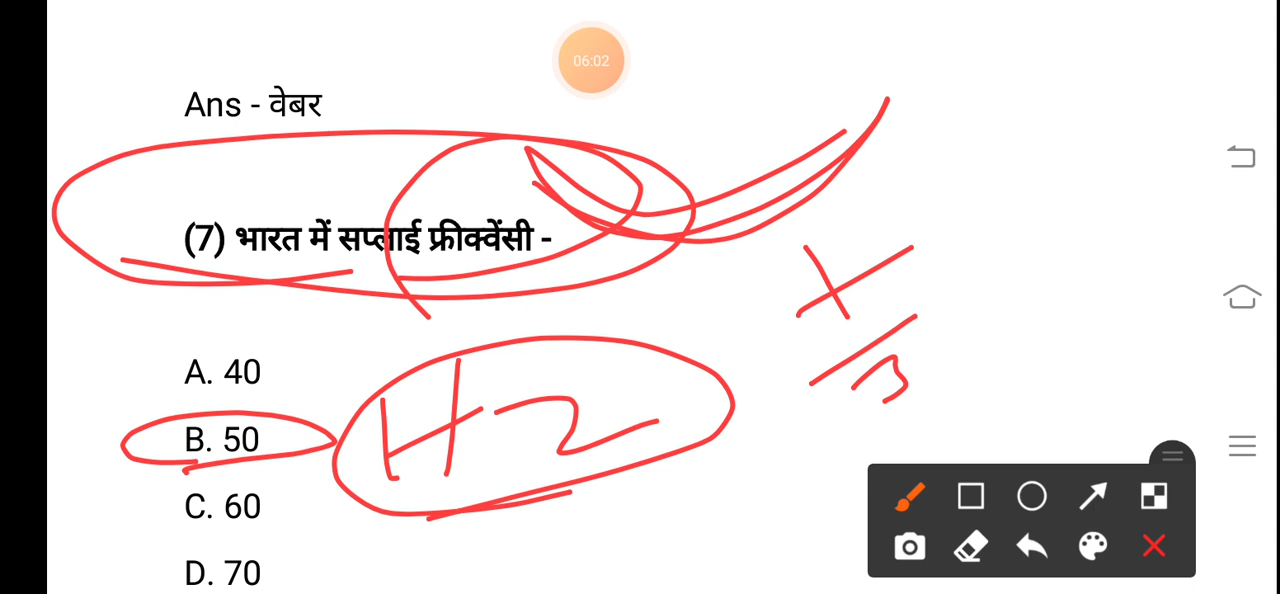 06:02
Ans - वेबर
(7) भारत में सप्लाई फ्रीक्वेंसी -
A. 40
B. 50
Hz
C. 60
D. 70